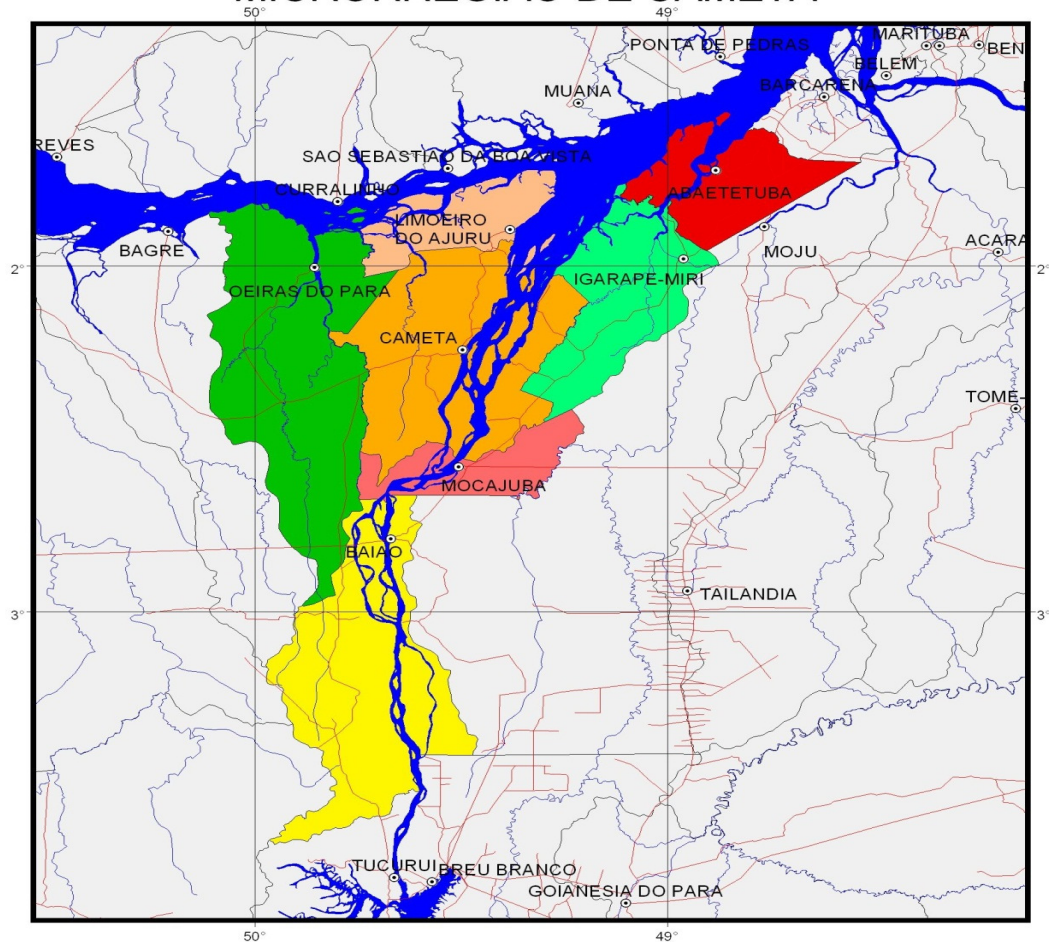 50° 49°
MARITUBA
PONTA DE PEDRAS
BEN
BELEM
BARCARENA
MUANA
REVES
SAO SEBASTIAO DA BOA VISTA
CURRALINHO
ABAETETUBA
LIMOEIRO
DO AJURU
BAGRE
MOJU
ACARA
2° 2°
IGARAPE-MIRI
OEIRAS DO PARA
CAMETA
TOME-
MOCAJUBA
BAIAO
TAILANDIA
3° 3°
TUCURUI
BREU BRANCO
GOIANESIA DO PARA
50° 49°